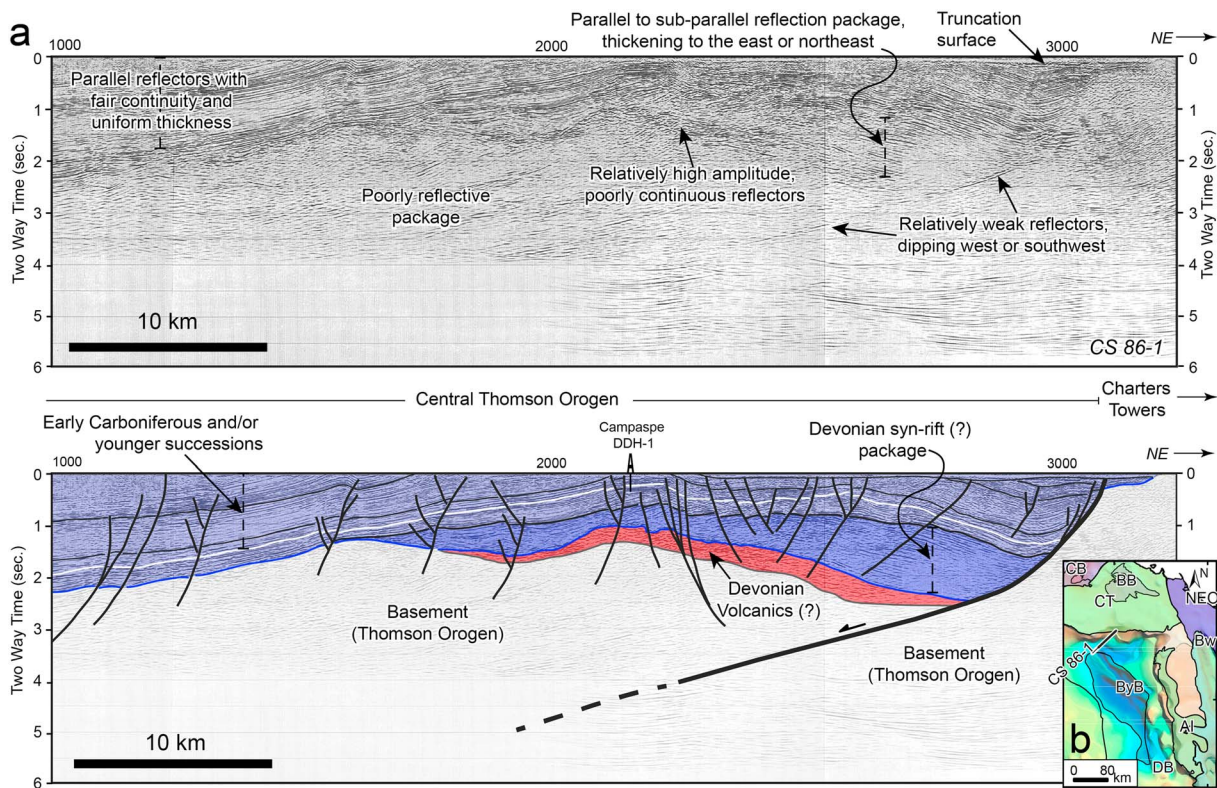 a
1000
2000
3000
NE
Parallel to sub-parallel reflection package,
thickening to the east or northeast
Truncation
surface
Parallel reflectors with
fair continuity and
uniform thickness
Poorly reflective
package
Relatively high amplitude,
poorly continuous reflectors
Relatively weak reflectors,
dipping west or southwest
Two Way Time (sec.)
0
1
2
3
4
5
6
Two Way Time (sec.)
0
1
2
3
4
5
6
10 km
CS 86-1
Central Thomson Orogen
Charters
Towers
Early Carboniferous and/or
younger successions
Campaspe
DDH-1
Devonian syn-rift (?)
package
1000
2000
3000
NE
Two Way Time (sec.)
0
1
2
3
4
5
6
0
1
Devonian
Volcanics (?)
Basement
(Thomson Orogen)
Basement
(Thomson Orogen)
10 km
b
CB
BB
N
CT
NEO
Bw
CS 86-1
ByB
AI
DB
0 80
km